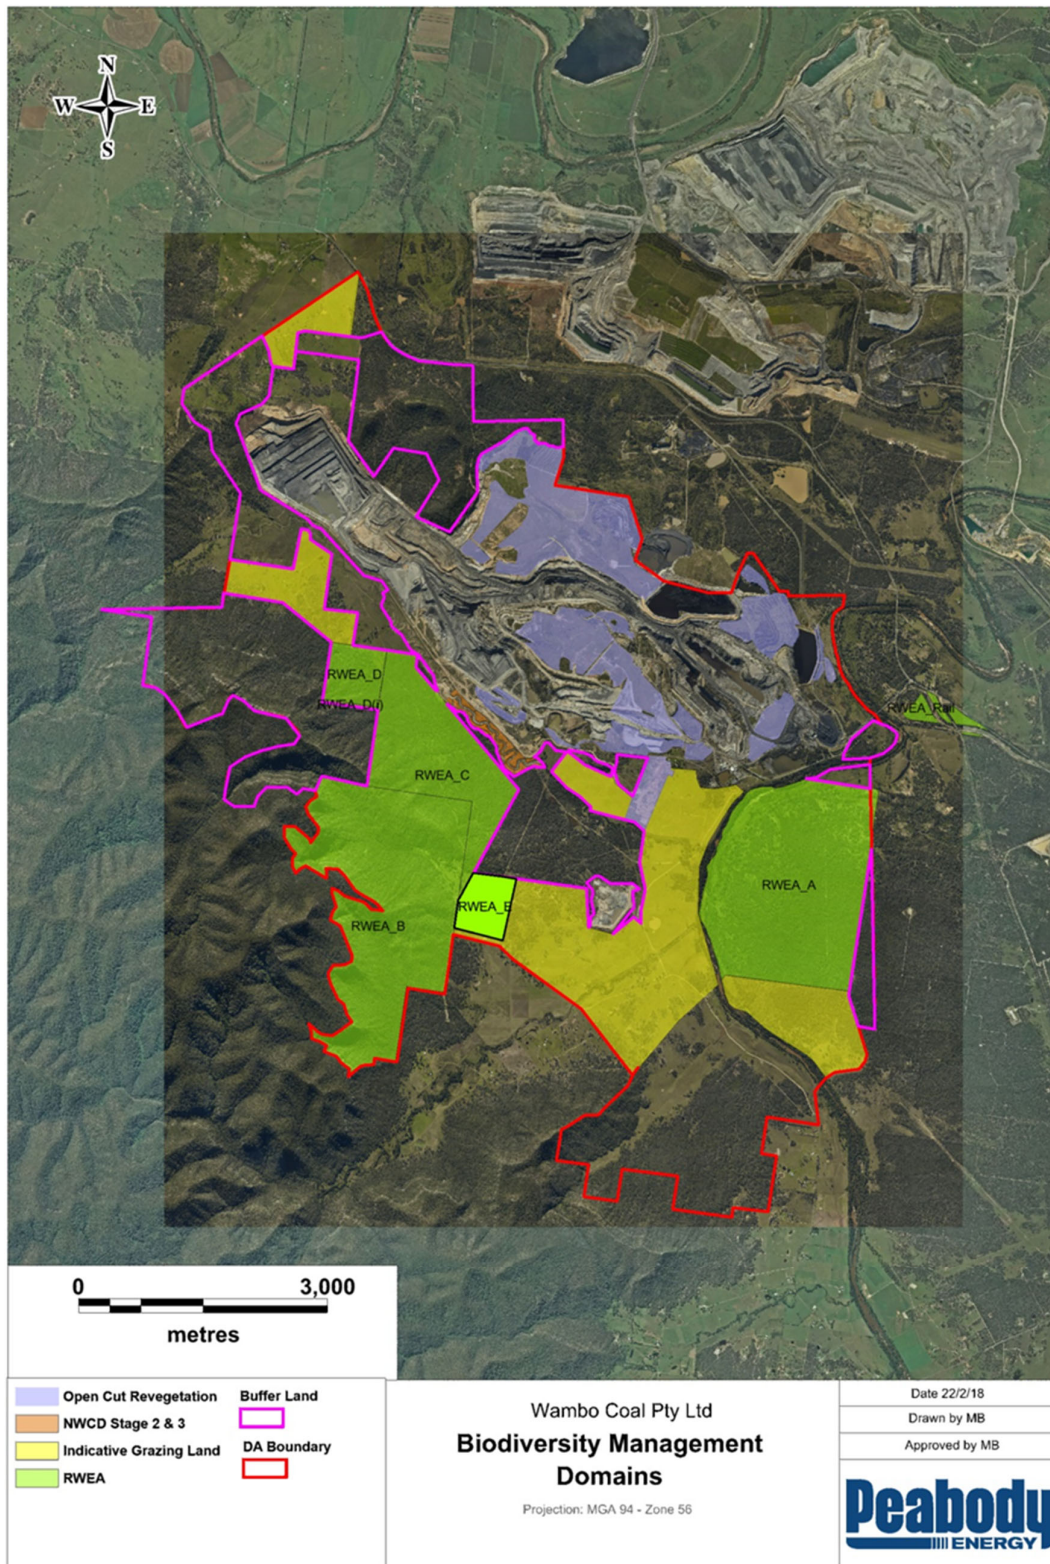 N
W E
S
RWEA_D
RWEA_D(i)
RWEA_Rail
RWEA_C
RWEA_A
RWEA_E
RWEA_B
0 3,000
metres
Open Cut Revegetation
NWCD Stage 2 & 3
Indicative Grazing Land
RWEA
Buffer Land
DA Boundary
Wambo Coal Pty Ltd
Biodiversity Management
Domains
Projection: MGA 94 - Zone 56
Date 22/2/18
Drawn by MB
Approved by MB
Peabody
ENERGY